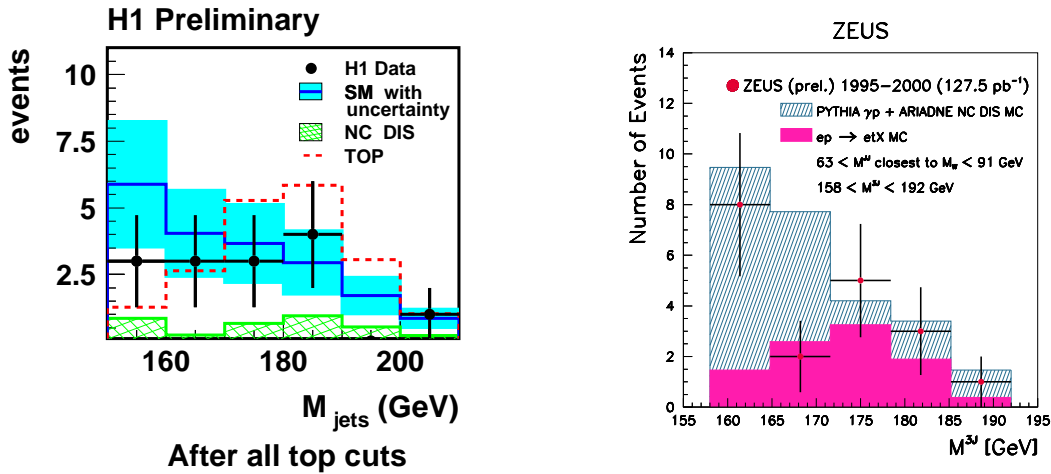 H1 Preliminary
events
10
7.5
5
2.5
H1 Data
SM with
uncertainty
NC DIS
TOP
160
180
200
M jets (GeV)
After all top cuts
ZEUS
Number of Events
14
12
10
8
6
4
2
0
ZEUS (prel.) 1995-2000 (127.5 pb⁻¹)
PYTHIA γp + ARIADNE NC DIS MC
ep → etX MC
63 < Mᴶᴶ closest to M_W < 91 GeV
158 < M³ᴶ < 192 GeV
155
160
165
170
175
180
185
190
195
M³ᴶ [GeV]